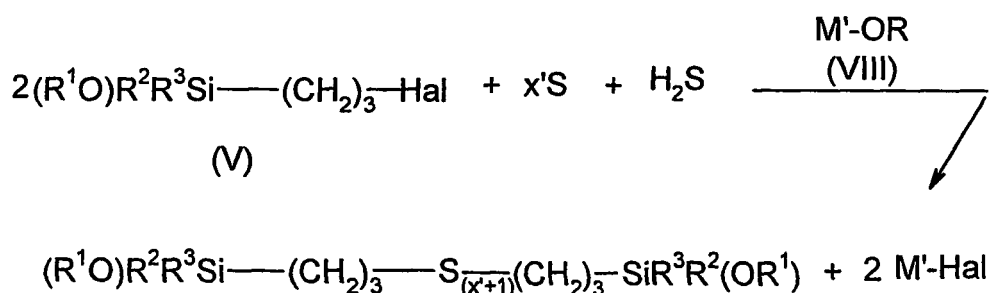 M'-OR
(VIII)
2(R¹O)R²R³Si—(CH₂)₃—Hal + x'S + H₂S
(V)
(R¹O)R²R³Si—(CH₂)₃—S₍ₓ'₊₁₎(CH₂)₃—SiR³R²(OR¹) + 2 M'-Hal